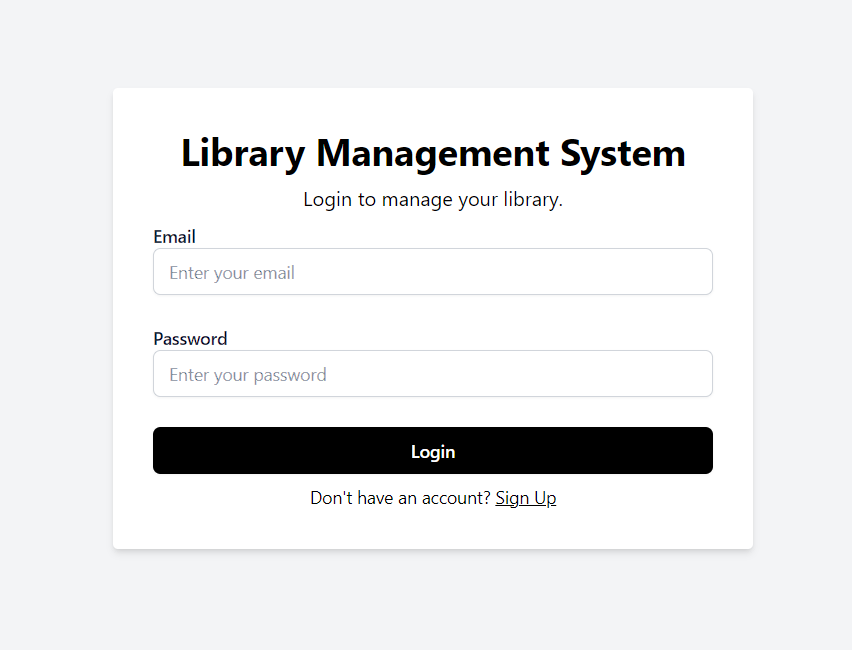 Library Management System
Login to manage your library.
Email
Enter your email
Password
Enter your password
Login
Don't have an account? Sign Up